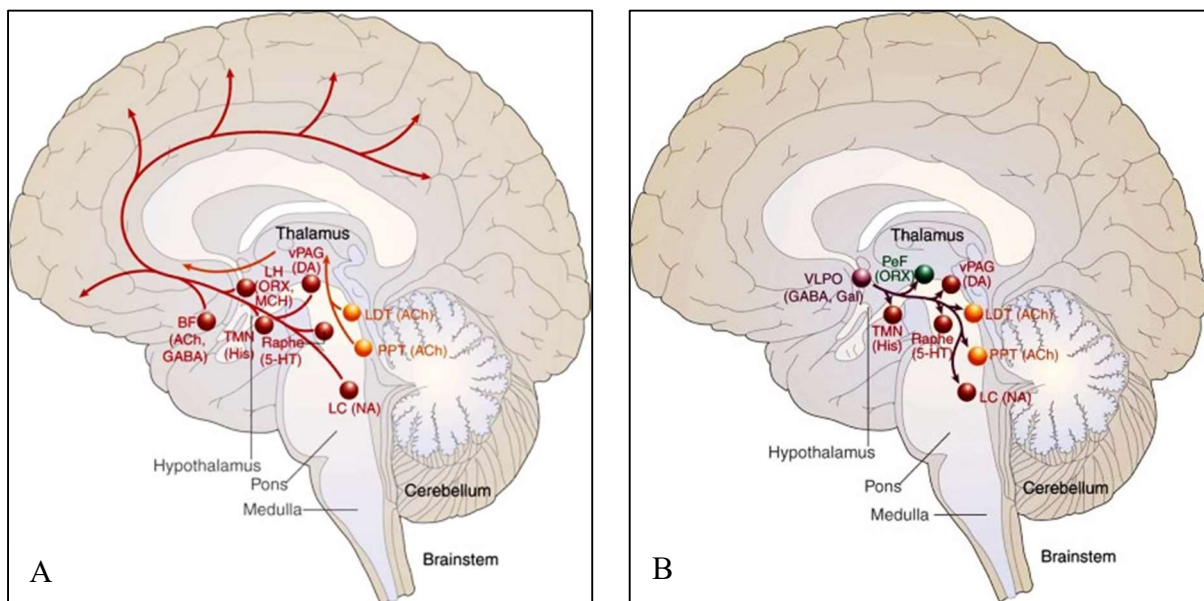 Thalamus
vPAG
(DA)
LH
(ORX,
MCH)
BF
(ACh,
GABA)
TMN
(His)
Raphe
(5-HT)
LDT (ACh)
PPT (ACh)
LC (NA)
Hypothalamus
Pons
Medulla
Cerebellum
Brainstem
A
Thalamus
PeF
(ORX)
vPAG
(DA)
VLPO
(GABA, Gal)
TMN
(His)
Raphe
(5-HT)
LDT (ACh)
PPT (ACh)
LC (NA)
Hypothalamus
Pons
Medulla
Cerebellum
Brainstem
B